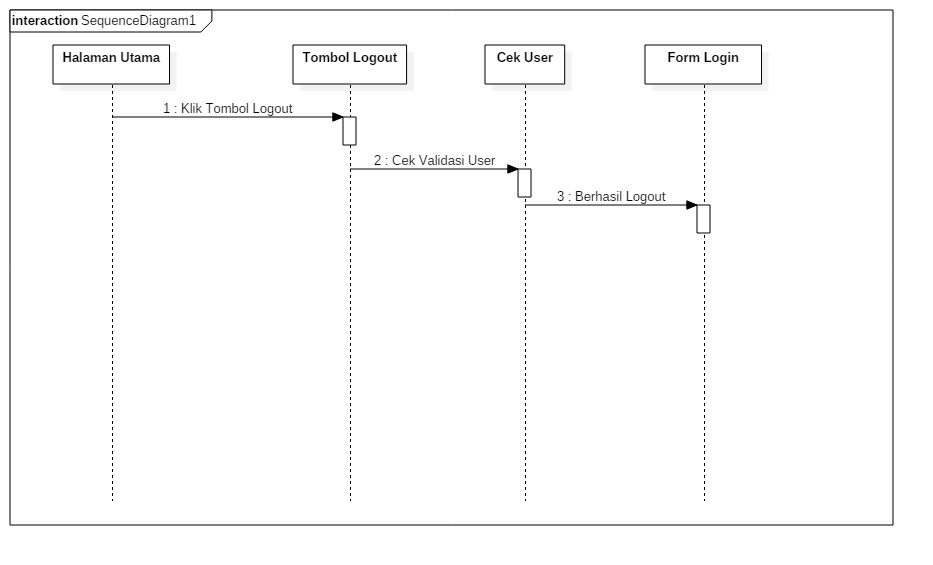 interaction SequenceDiagram1
Halaman Utama
Tombol Logout
Cek User
Form Login
1 : Klik Tombol Logout
2 : Cek Validasi User
3 : Berhasil Logout